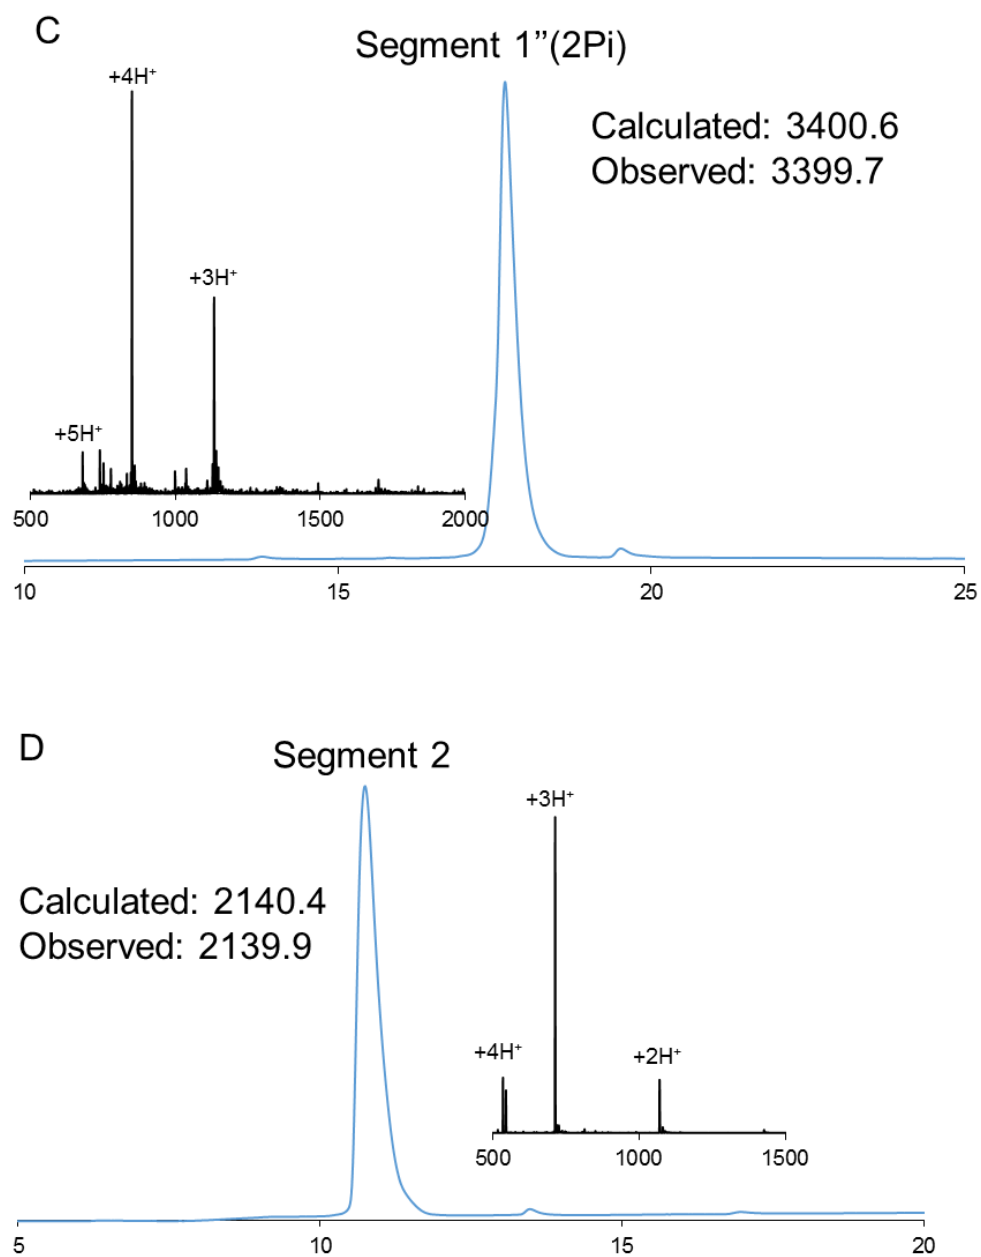 C
Segment 1”(2Pi)
+4H⁺
Calculated: 3400.6
Observed: 3399.7
+3H⁺
+5H⁺
500 1000 1500 2000
10 15 20 25
D
Segment 2
+3H⁺
Calculated: 2140.4
Observed: 2139.9
+4H⁺ +2H⁺
500 1000 1500
5 10 15 20